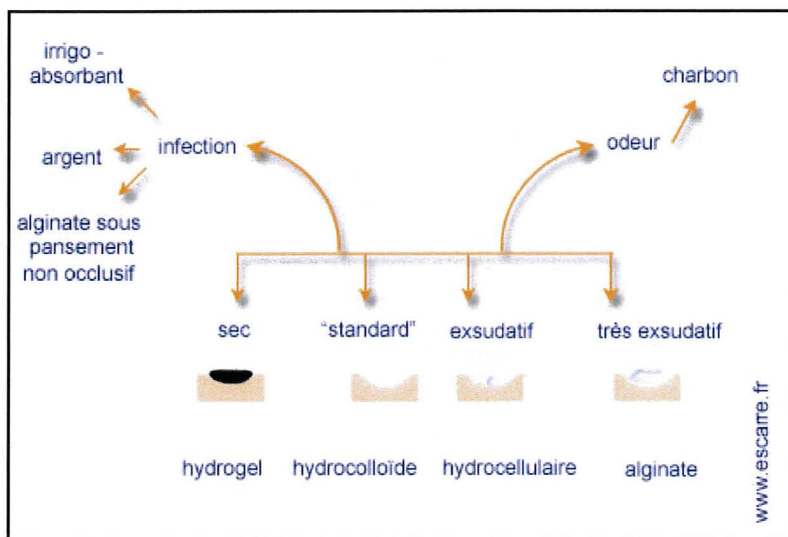 irrigo -
absorbant
charbon
argent
infection
odeur
alginate sous
pansement
non occlusif
sec
"standard"
exsudatif
très exsudatif
hydrogel
hydrocolloïde
hydrocellulaire
alginate
www.escarre.fr